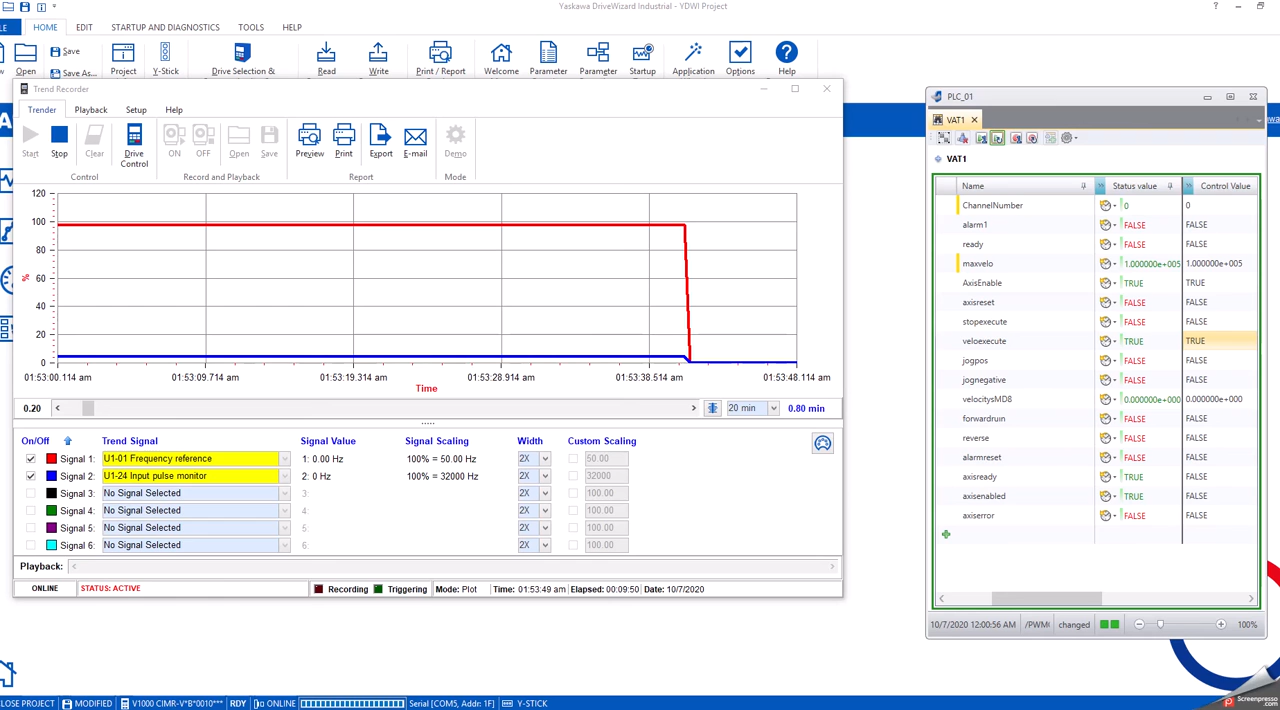 Yaskawa DriveWizard Industrial - YDWI Project
HOME EDIT STARTUP AND DIAGNOSTICS TOOLS HELP
Save
Save As...
Open Project Y-Stick Drive Selection & Read Write Print / Report Welcome Parameter Parameter Startup Application Options Help
Trend Recorder
Trender Playback Setup Help
Start Stop Clear Drive Control ON OFF Open Save Preview Print Export E-mail Demo
Control Record and Playback Report Mode
120
100
80
60
40
20
0
%
01:53:00.114 am 01:53:09.714 am 01:53:19.314 am 01:53:28.914 am 01:53:38.514 am 01:53:48.114 am
Time
0.20 < > 20 min 0.80 min
On/Off Trend Signal Signal Value Signal Scaling Width Custom Scaling
Signal 1: U1-01 Frequency reference 1: 0.00 Hz 100% = 50.00 Hz 2X 50.00
Signal 2: U1-24 Input pulse monitor 2: 0 Hz 100% = 32000 Hz 2X 32000
Signal 3: No Signal Selected 3: 2X 100.00
Signal 4: No Signal Selected 4: 2X 100.00
Signal 5: No Signal Selected 5: 2X 100.00
Signal 6: No Signal Selected 6: 2X 100.00
Playback:
ONLINE STATUS: ACTIVE Recording Triggering Mode: Plot Time: 01:53:49 am Elapsed: 00:09:50 Date: 10/7/2020
PLC_01
VAT1
VAT1
Name Status value Control Value
ChannelNumber 0 0
alarm1 FALSE FALSE
ready FALSE FALSE
maxvelo 1.000000e+005 1.000000e+005
AxisEnable TRUE TRUE
axisreset FALSE FALSE
stopexecute FALSE FALSE
veloexecute TRUE TRUE
jogpos FALSE FALSE
jognegative FALSE FALSE
velocitysMD8 0.000000e+000 0.000000e+000
forwardruın FALSE FALSE
reverse FALSE FALSE
alarmreset FALSE FALSE
axisready TRUE FALSE
axisenabled TRUE FALSE
axiserror FALSE FALSE
10/7/2020 12:00:56 AM /PWM changed 100%
CLOSE PROJECT MODIFIED V1000 CIMR-V*B*0010*** RDY ONLINE Serial [COM5, Addr: 1F] Y-STICK
Screenpresso
.com